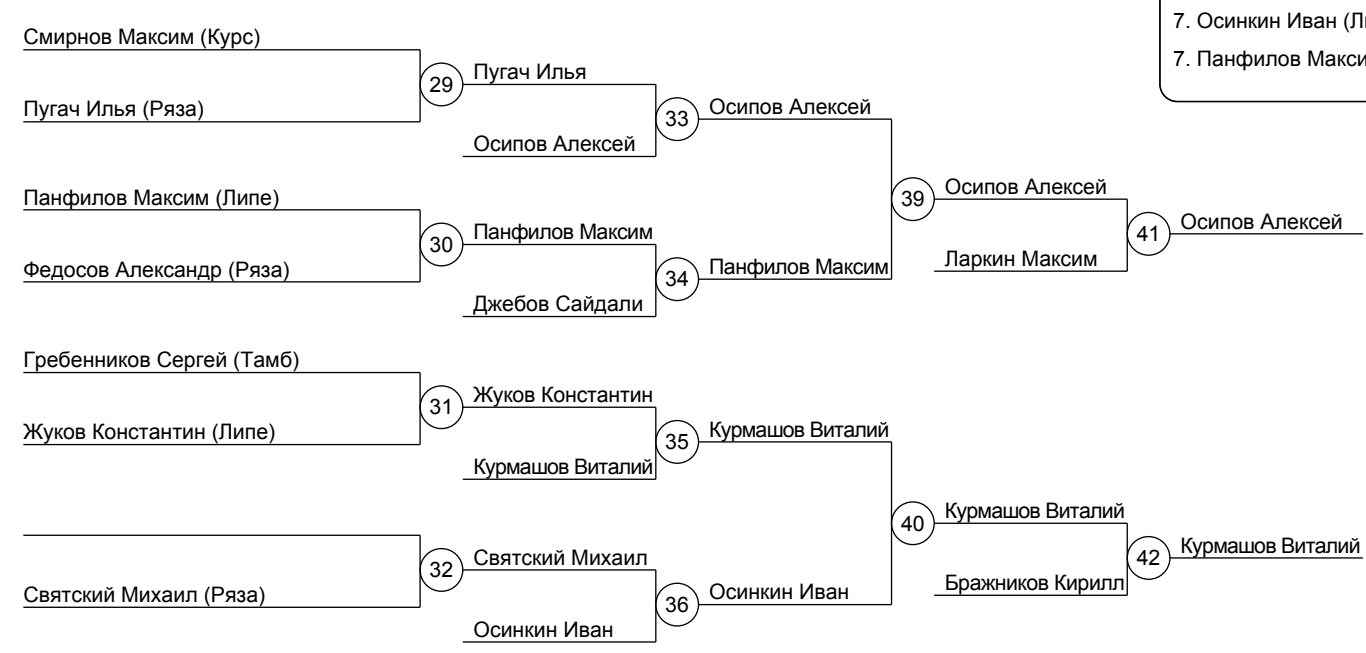 7. Осинкин Иван
7. Панфилов
Смирнов Максим (Курс)
29
Пугач Илья
Пугач Илья (Ряза)
33
Осипов Алексей
Осипов Алексей
Панфилов Максим (Липе)
39
Осипов Алексей
30
Панфилов Максим
41
Осипов Алексей
Федосов Александр (Ряза)
34
Панфилов Максим
Ларкин Максим
Джебов Сайдали
Гребенников Сергей (Тамб)
31
Жуков Константин
Жуков Константин (Липе)
35
Курмашов Виталий
Курмашов Виталий
40
Курмашов Виталий
32
Святский Михаил
42
Курмашов Виталий
Святский Михаил (Ряза)
36
Осинкин Иван
Бражников Кирилл
Осинкин Иван